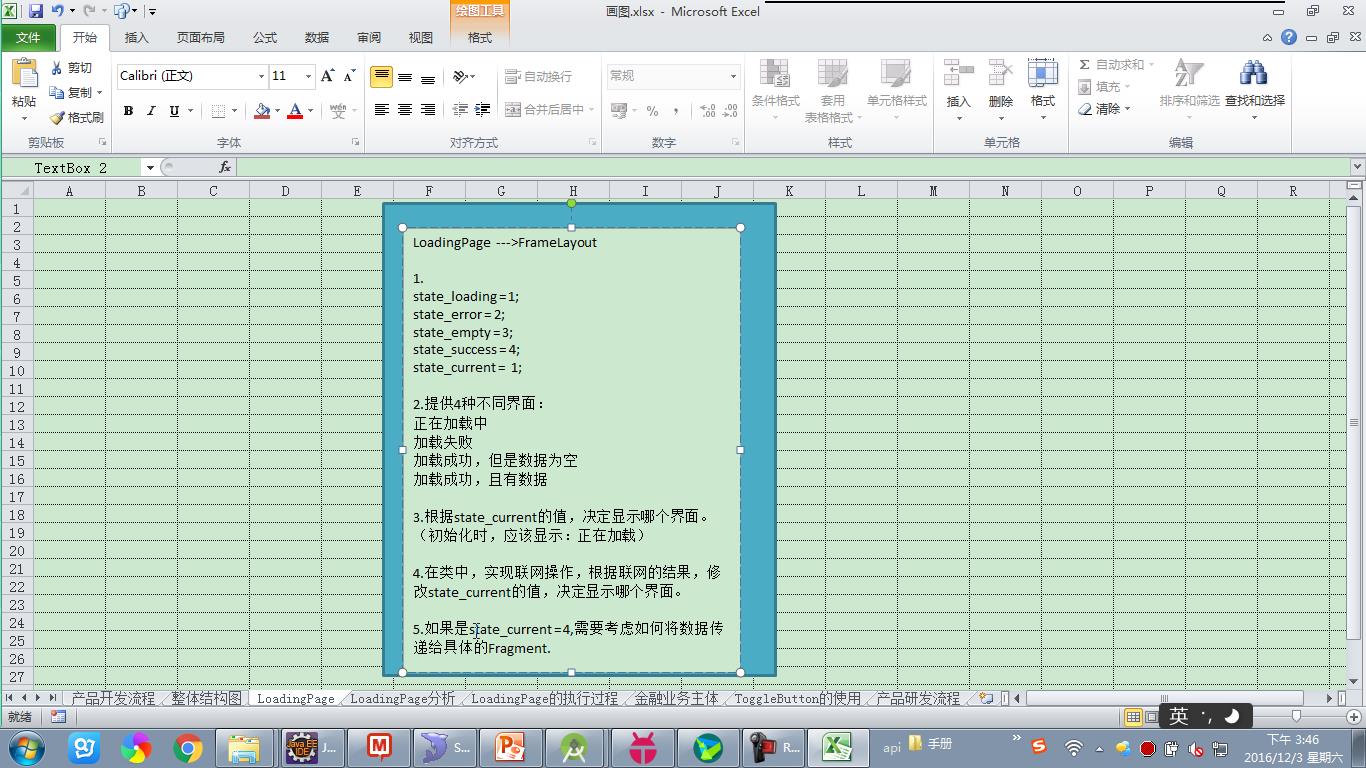 画图.xlsx - Microsoft Excel
绘图工具
文件 开始 插入 页面布局 公式 数据 审阅 视图 格式
粘贴 剪切 复制 格式刷
Calibri (正文) 11
B I U
自动换行
合并后居中
常规
条件格式 套用表格格式 单元格样式
插入 删除 格式
自动求和 填充 清除
排序和筛选 查找和选择
剪贴板 字体 对齐方式 数字 样式 单元格 编辑
TextBox 2 fx
A B C D E F G H I J K L M N O P Q R
1
2
3
4
5
6
7
8
9
10
11
12
13
14
15
16
17
18
19
20
21
22
23
24
25
26
27
LoadingPage --->FrameLayout
1.
state_loading=1;
state_error=2;
state_empty=3;
state_success=4;
state_current= 1;
2.提供4种不同界面：
正在加载中
加载失败
加载成功，但是数据为空
加载成功，且有数据
3.根据state_current的值，决定显示哪个界面。
（初始化时，应该显示：正在加载）
4.在类中，实现联网操作，根据联网的结果，修
改state_current的值，决定显示哪个界面。
5.如果是state_current=4,需要考虑如何将数据传
递给具体的Fragment.
产品开发流程 整体结构图 LoadingPage LoadingPage分析 LoadingPage的执行过程 金融业务主体 ToggleButton的使用 产品研发流程
就绪
英
J... S... R...
api 手册
下午 3:46
2016/12/3 星期六